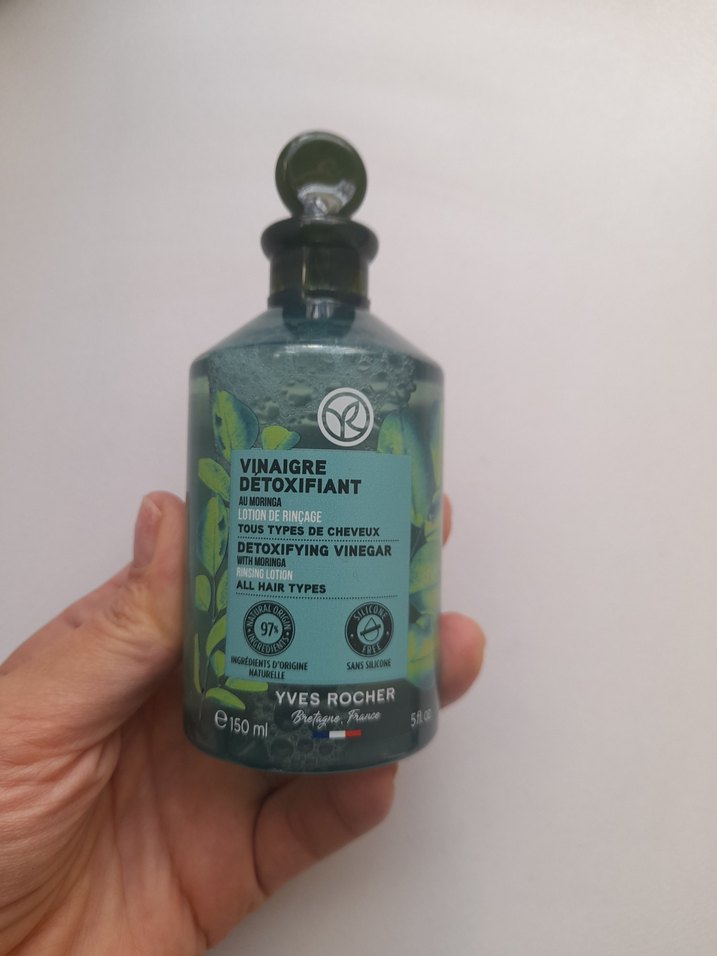 VINAIGRE
DÉTOXIFIANT
AU MORINGA
LOTION DE RINÇAGE
TOUS TYPES DE CHEVEUX
DETOXIFYING VINEGAR
WITH MORINGA
RINSING LOTION
ALL HAIR TYPES
NATURAL ORIGIN
97%
INGREDIENTS
INGRÉDIENTS D'ORIGINE
NATURELLE
SILICONE
FREE
SANS SILICONE
YVES ROCHER
Bretagne, France
e 150 ml
5 fl. oz